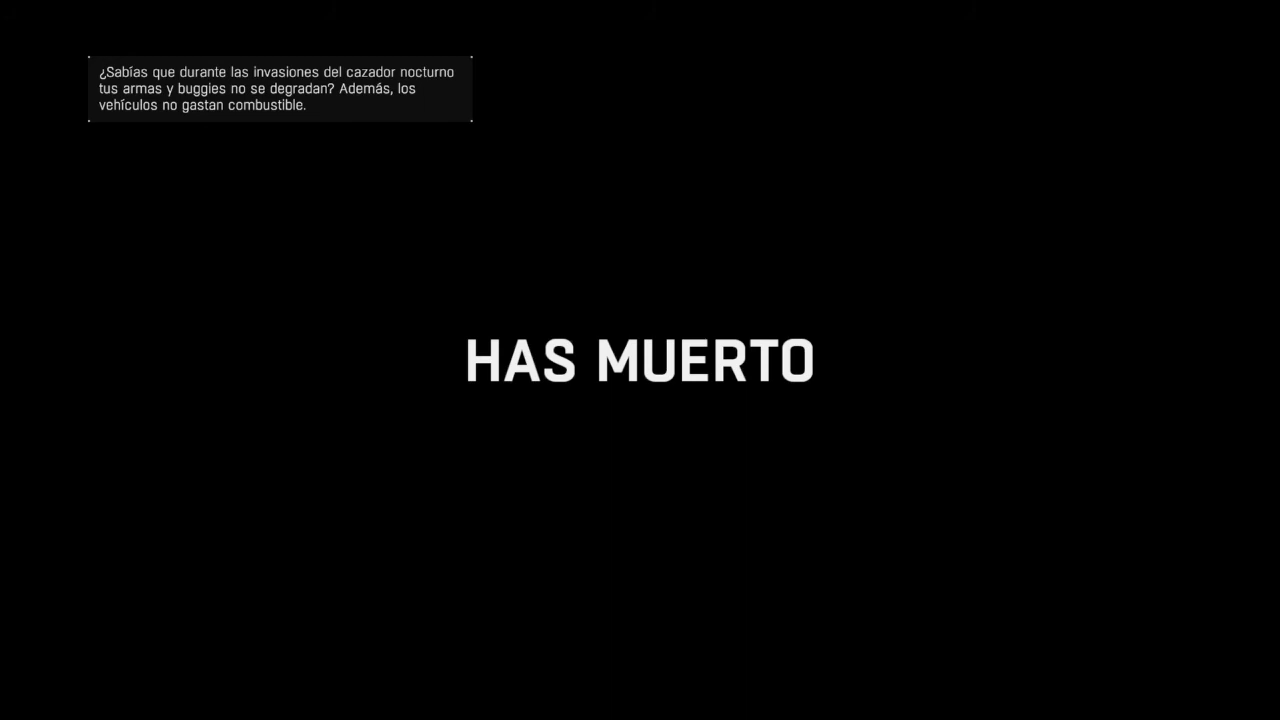 ¿Sabías que durante las invasiones del cazador nocturno
tus armas y buggies no se degradan? Además, los
vehículos no gastan combustible.
HAS MUERTO